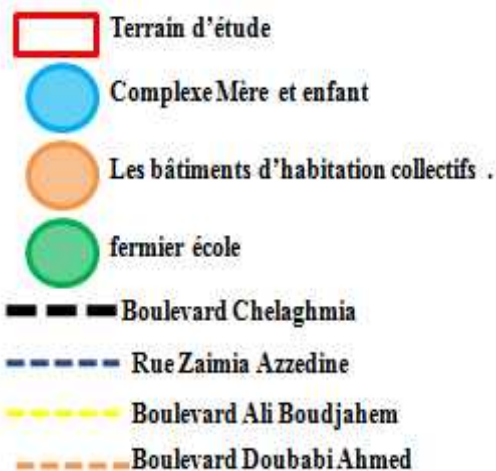 Terrain d’étude
Complexe Mère et enfant
Les bâtiments d’habitation collectifs .
fermier école
Boulevard Chelaghmia
Rue Zaimia Azzedine
Boulevard Ali Boudjahem
Boulevard Doubabi Ahmed